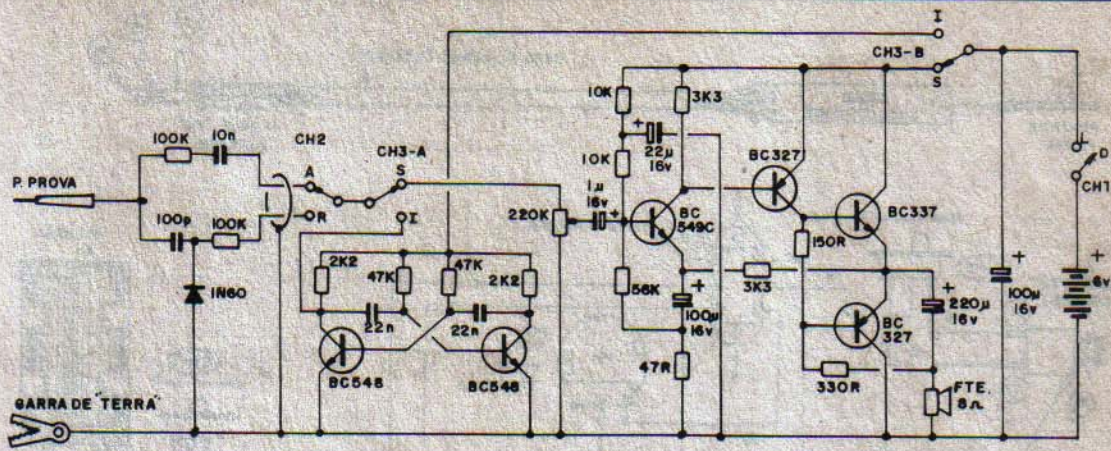 I
CH3-B
S
10K
3K3
+
22µ
16v
10K
1µ
16v
+
BC
549C
BC327
BC337
150R
3K3
56K
+
100µ
16v
47R
BC
327
330R
+
220µ
16v
FTE.
8Ω
+
100µ
16v
D
CH1
+
6v
100K
10n
CH2
CH3-A
P. PROVA
A
S
R
I
100p
100K
220K
1N60
2K2
47K
47K
2K2
22n
22n
BC548
BC548
GARRA DE "TERRA"